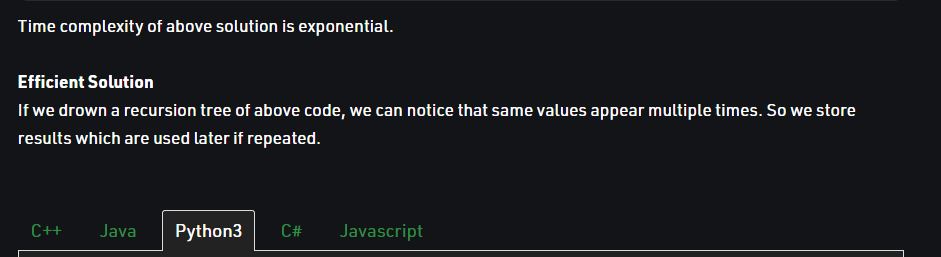 Time complexity of above solution is exponential.
Efficient Solution
If we drown a recursion tree of above code, we can notice that same values appear multiple times. So we store
results which are used later if repeated.
C++ Java Python3 C# Javascript